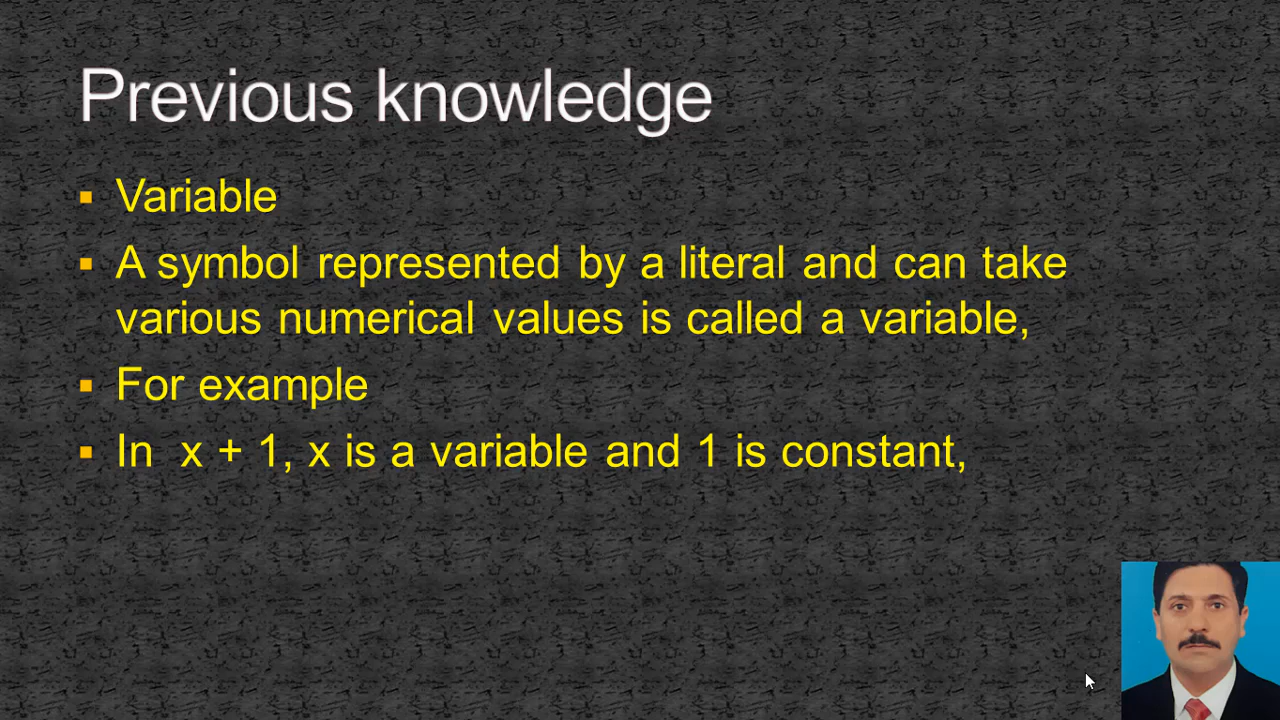 Previous knowledge
Variable
A symbol represented by a literal and can take
various numerical values is called a variable,
For example
In x + 1, x is a variable and 1 is constant,